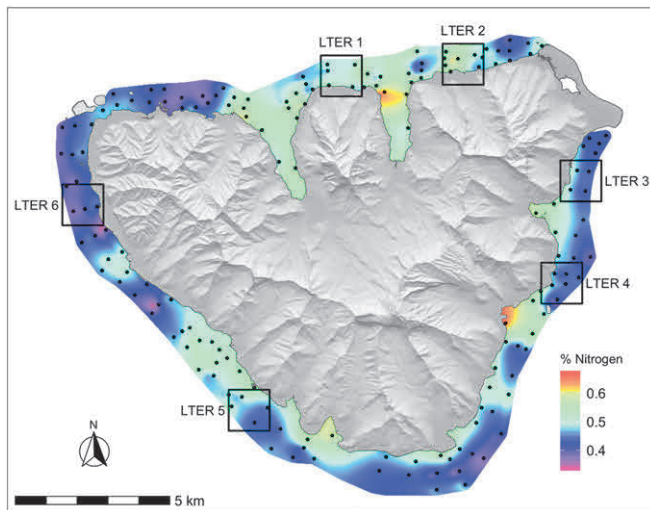 LTER 1
LTER 2
LTER 3
LTER 6
LTER 4
% Nitrogen
0.6
LTER 5
0.5
N
0.4
5 km